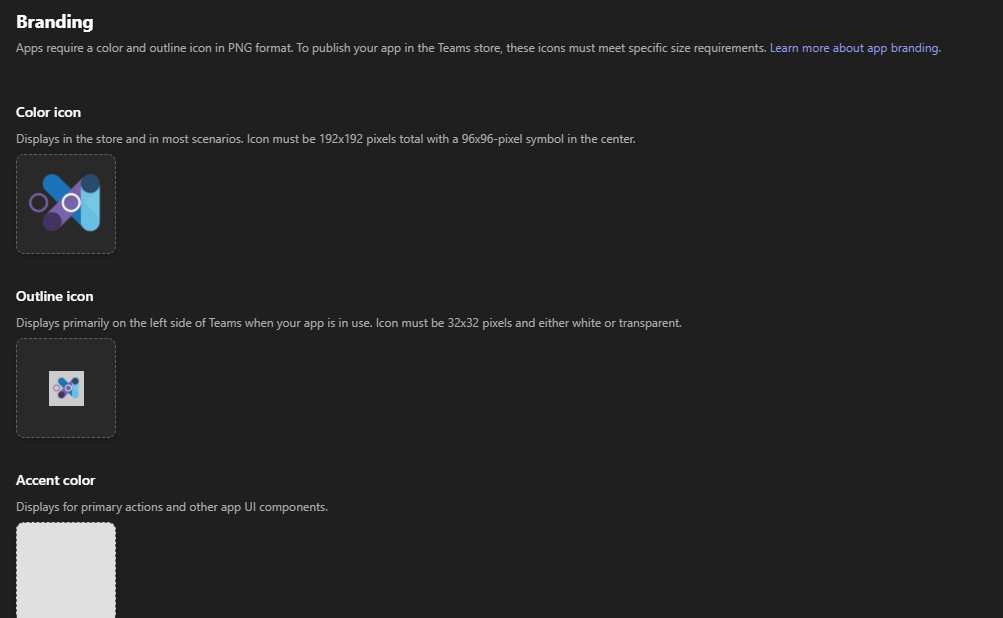 Branding
Apps require a color and outline icon in PNG format. To publish your app in the Teams store, these icons must meet specific size requirements. Learn more about app branding.
Color icon
Displays in the store and in most scenarios. Icon must be 192x192 pixels total with a 96x96-pixel symbol in the center.
Outline icon
Displays primarily on the left side of Teams when your app is in use. Icon must be 32x32 pixels and either white or transparent.
Accent color
Displays for primary actions and other app UI components.